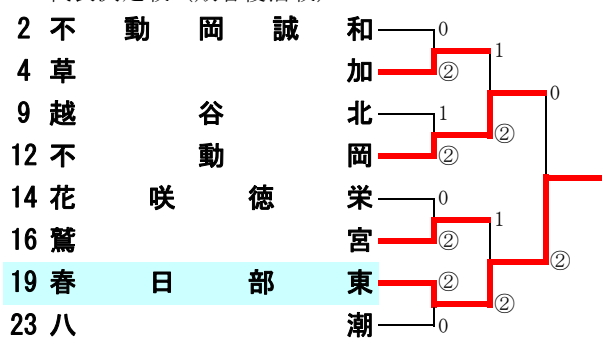 2 不動岡誠和 0
1
4 草加 ②
0
9 越谷北 1
②
12 不動岡 ②
14 花咲徳栄 0
1
16 鷲宮 ②
②
19 春日部東 ②
②
23 八潮 0